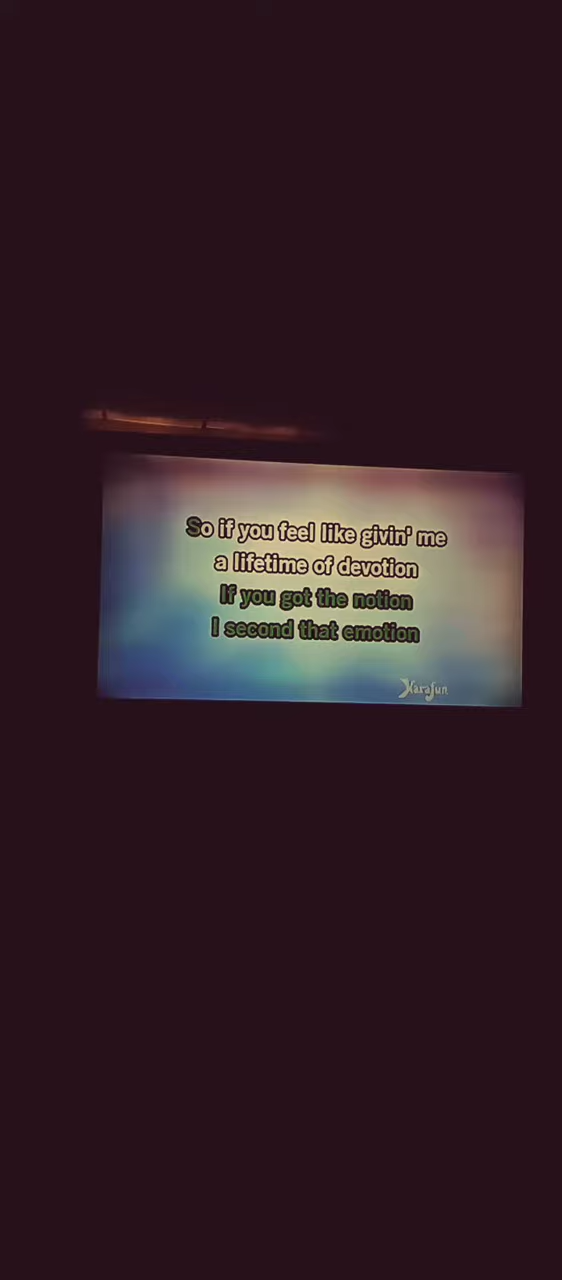 So if you feel like givin' me
a lifetime of devotion
If you got the notion
I second that emotion
KaraFun